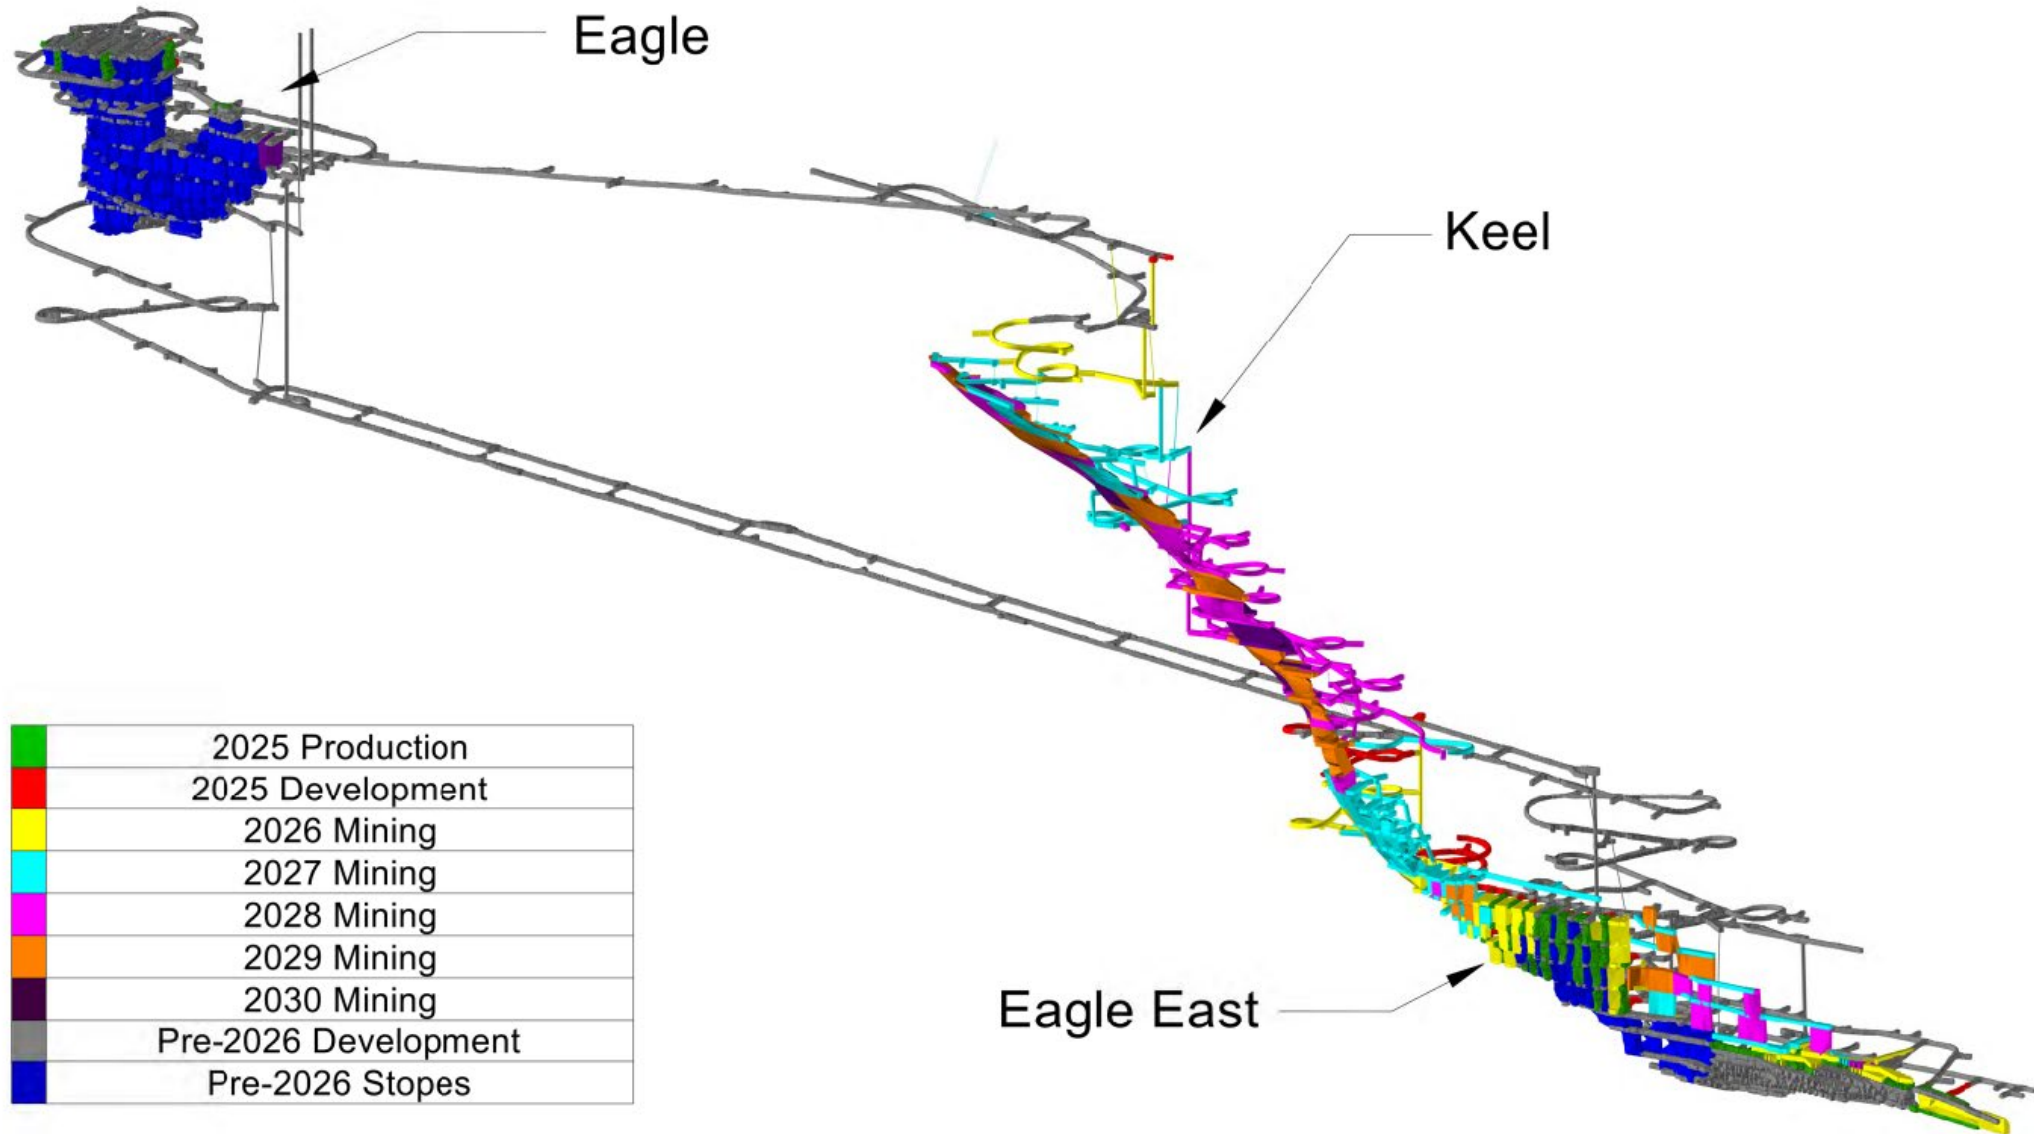 Eagle
Keel
Eagle East
2025 Production
2025 Development
2026 Mining
2027 Mining
2028 Mining
2029 Mining
2030 Mining
Pre-2026 Development
Pre-2026 Stopes